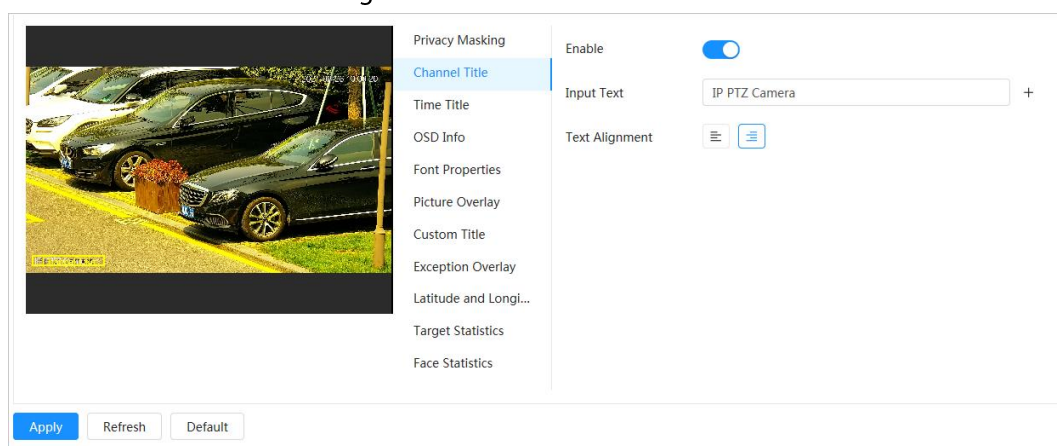 Privacy Masking
Channel Title
Time Title
OSD Info
Font Properties
Picture Overlay
Custom Title
Exception Overlay
Latitude and Longi...
Target Statistics
Face Statistics
Enable
Input Text
IP PTZ Camera
+
Text Alignment
Apply
Refresh
Default